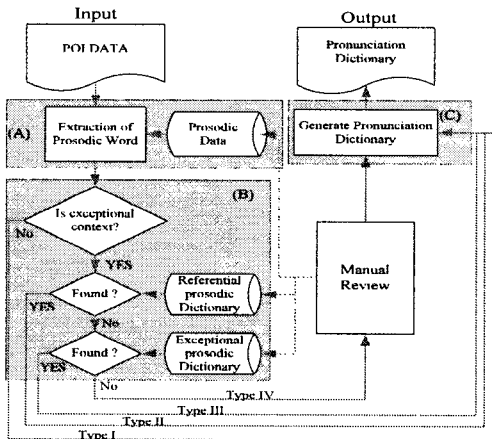 Input
Output
POI DATA
Pronunciation
Dictionary
(A)
Extraction of
Prosodic Word
Prosodic
Data
(C)
Generate Pronunciation
Dictionary
(B)
Is exceptional
context?
No
YES
Found ?
YES
Referential
prosodic
Dictionary
No
Found ?
YES
Exceptional
prosodic
Dictionary
No
Manual
Review
Type IV
Type III
Type II
Type I